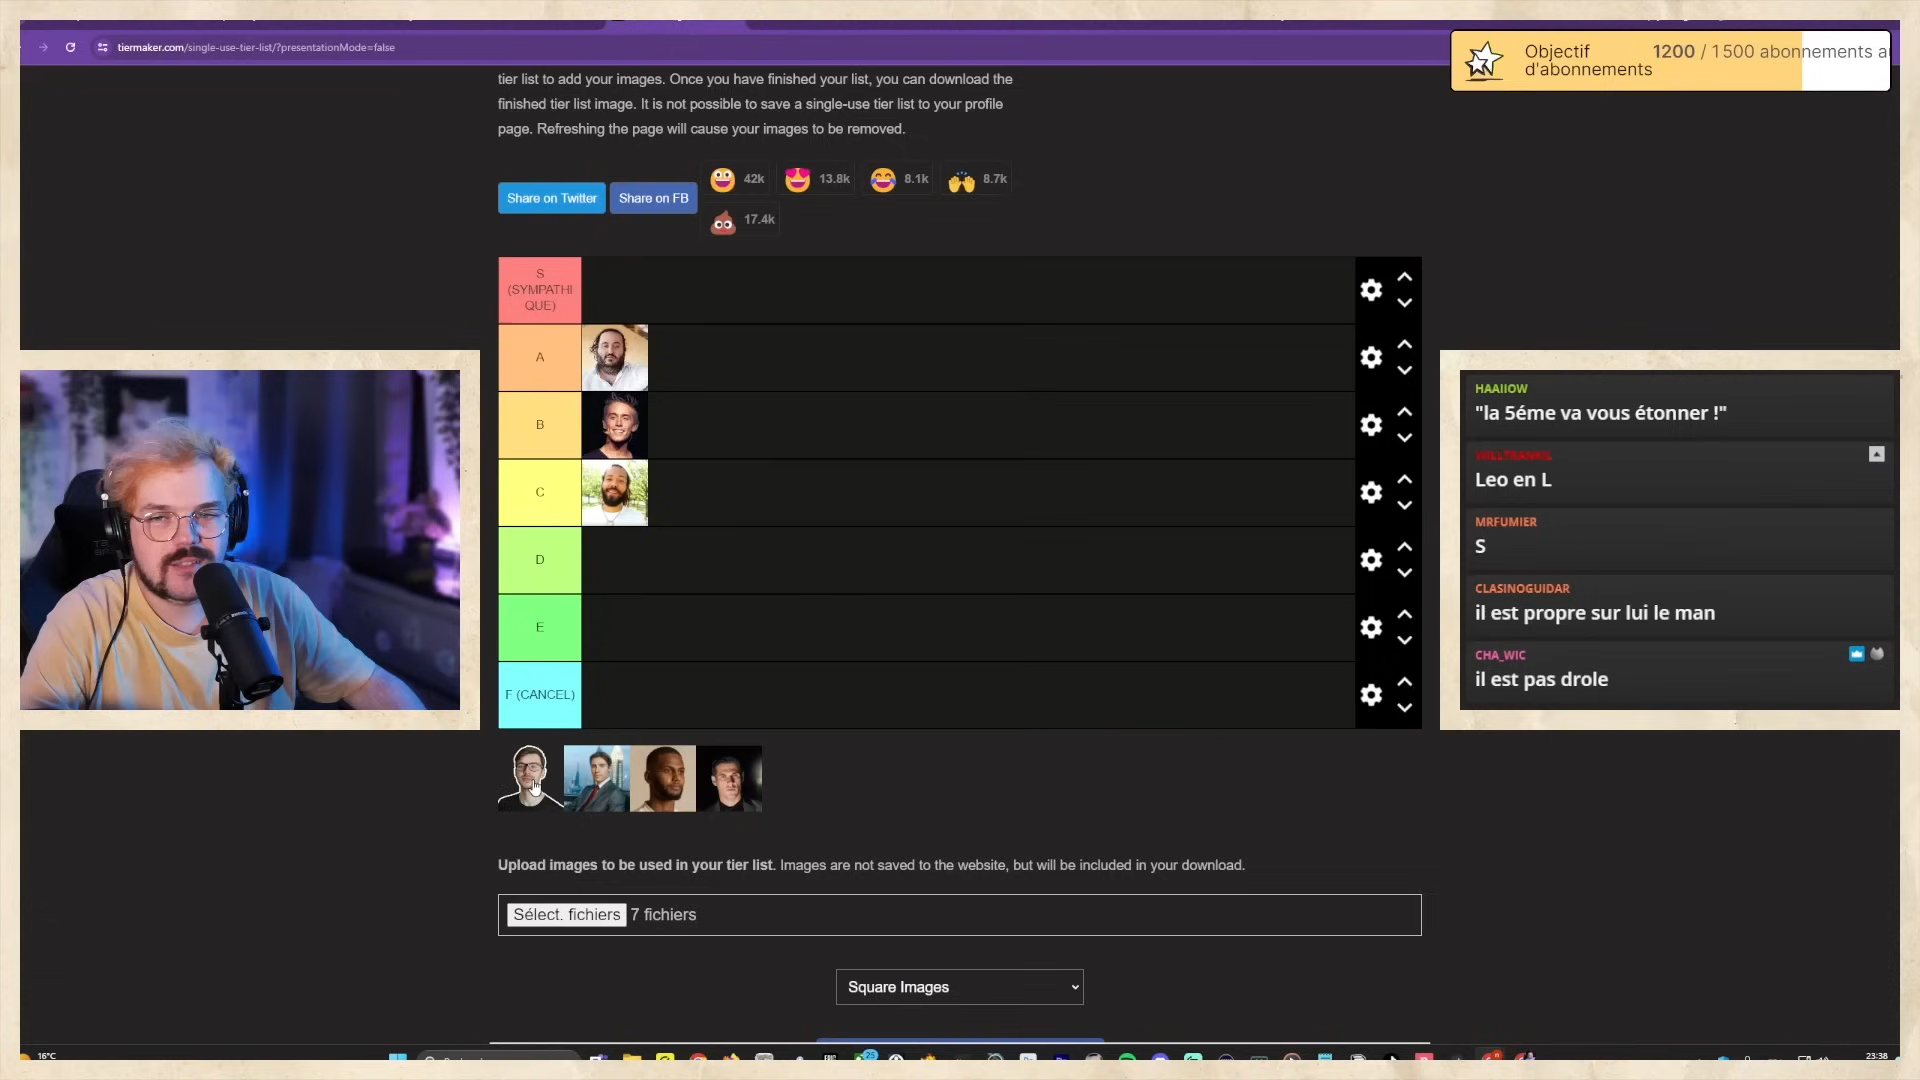 tiermaker.com/single-use-tier-list/?presentationMode=false
Objectif d'abonnements
1200 / 1500 abonnements au
tier list to add your images. Once you have finished your list, you can download the
finished tier list image. It is not possible to save a single-use tier list to your profile
page. Refreshing the page will cause your images to be removed.
Share on Twitter
Share on FB
42k
13.8k
8.1k
8.7k
17.4k
S
(SYMPATHI
QUE)
A
B
C
D
E
F (CANCEL)
HAAIIOW
"la 5éme va vous étonner !"
Leo en L
MRFUMIER
S
CLASINOGUIDAR
il est propre sur lui le man
CHA_WIC
il est pas drole
Upload images to be used in your tier list. Images are not saved to the website, but will be included in your download.
Sélect. fichiers 7 fichiers
Square Images
16°C
25
23:38